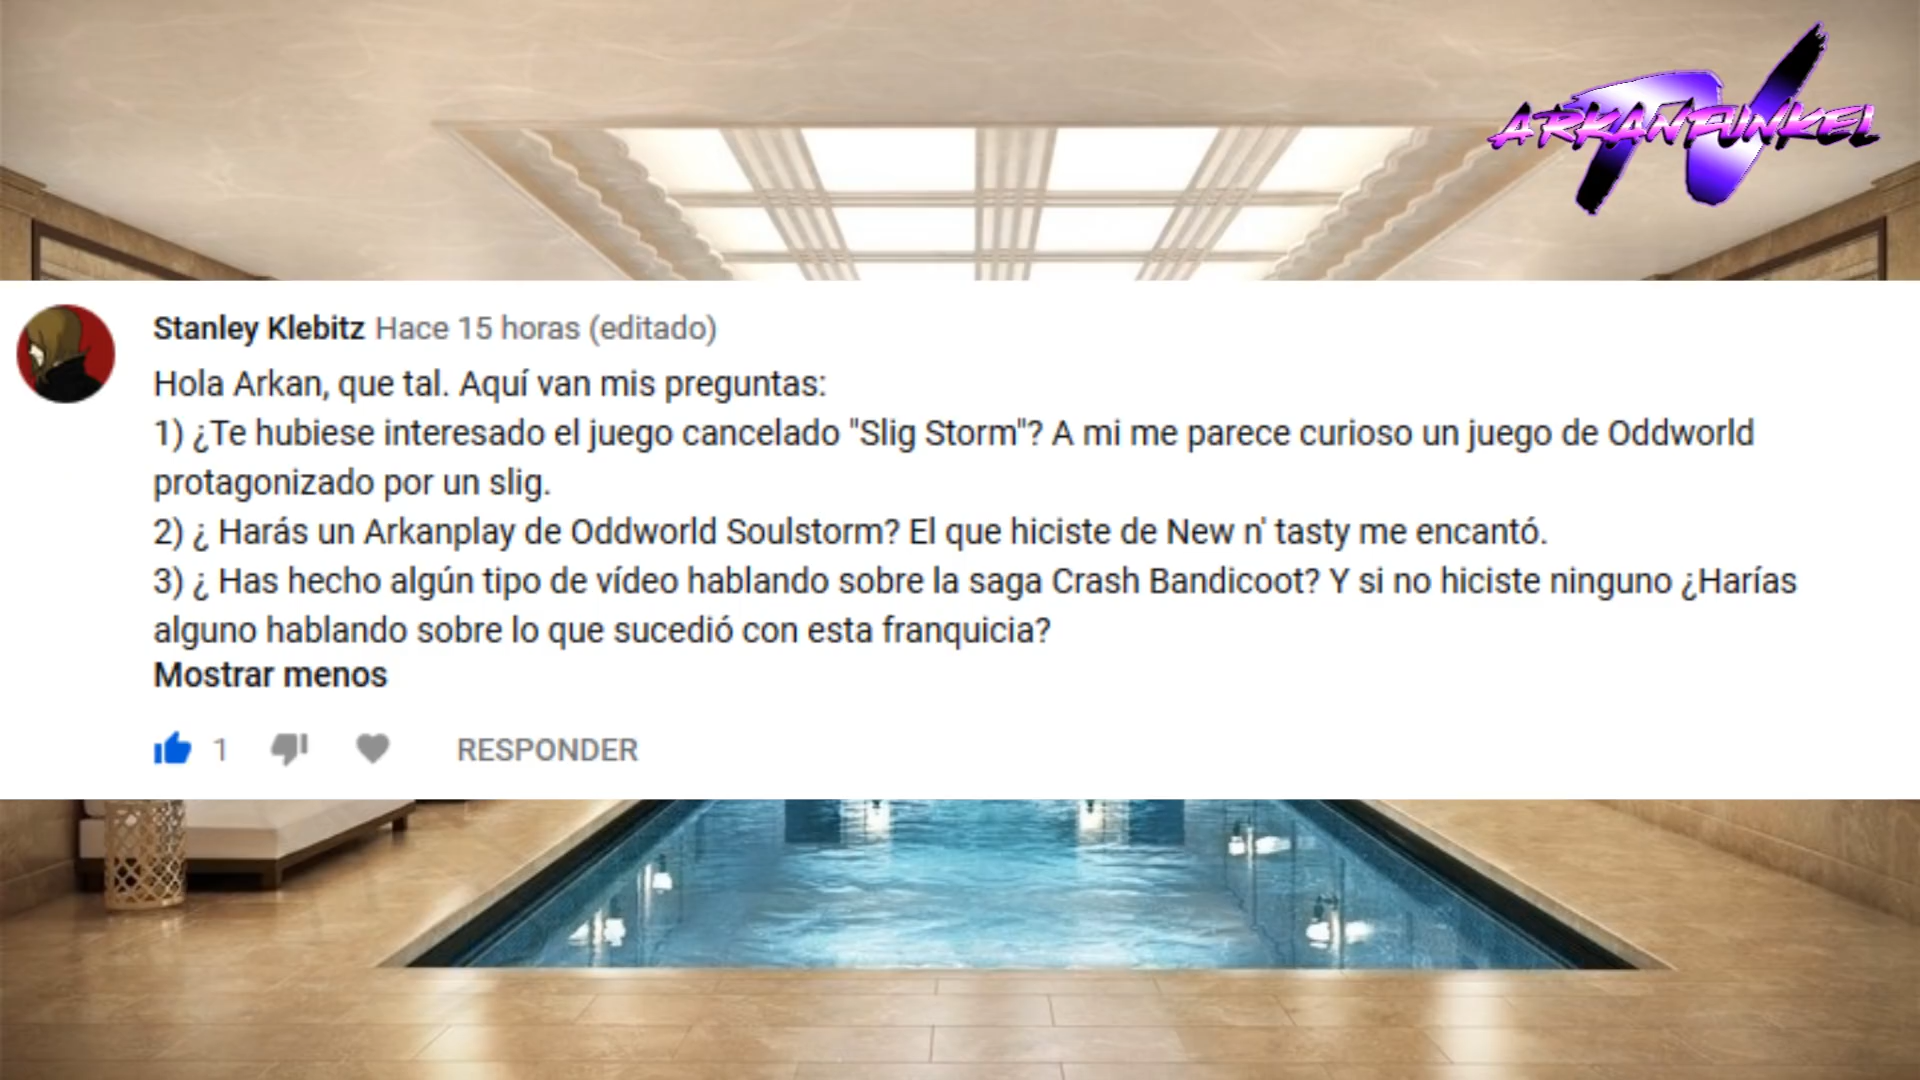 ARKANFUNKEL
TV
Stanley Klebitz Hace 15 horas (editado)
Hola Arkan, que tal. Aquí van mis preguntas:
1) ¿Te hubiese interesado el juego cancelado "Slig Storm"? A mi me parece curioso un juego de Oddworld
protagonizado por un slig.
2) ¿ Harás un Arkanplay de Oddworld Soulstorm? El que hiciste de New n' tasty me encantó.
3) ¿ Has hecho algún tipo de vídeo hablando sobre la saga Crash Bandicoot? Y si no hiciste ninguno ¿Harías
alguno hablando sobre lo que sucedió con esta franquicia?
Mostrar menos
1 RESPONDER